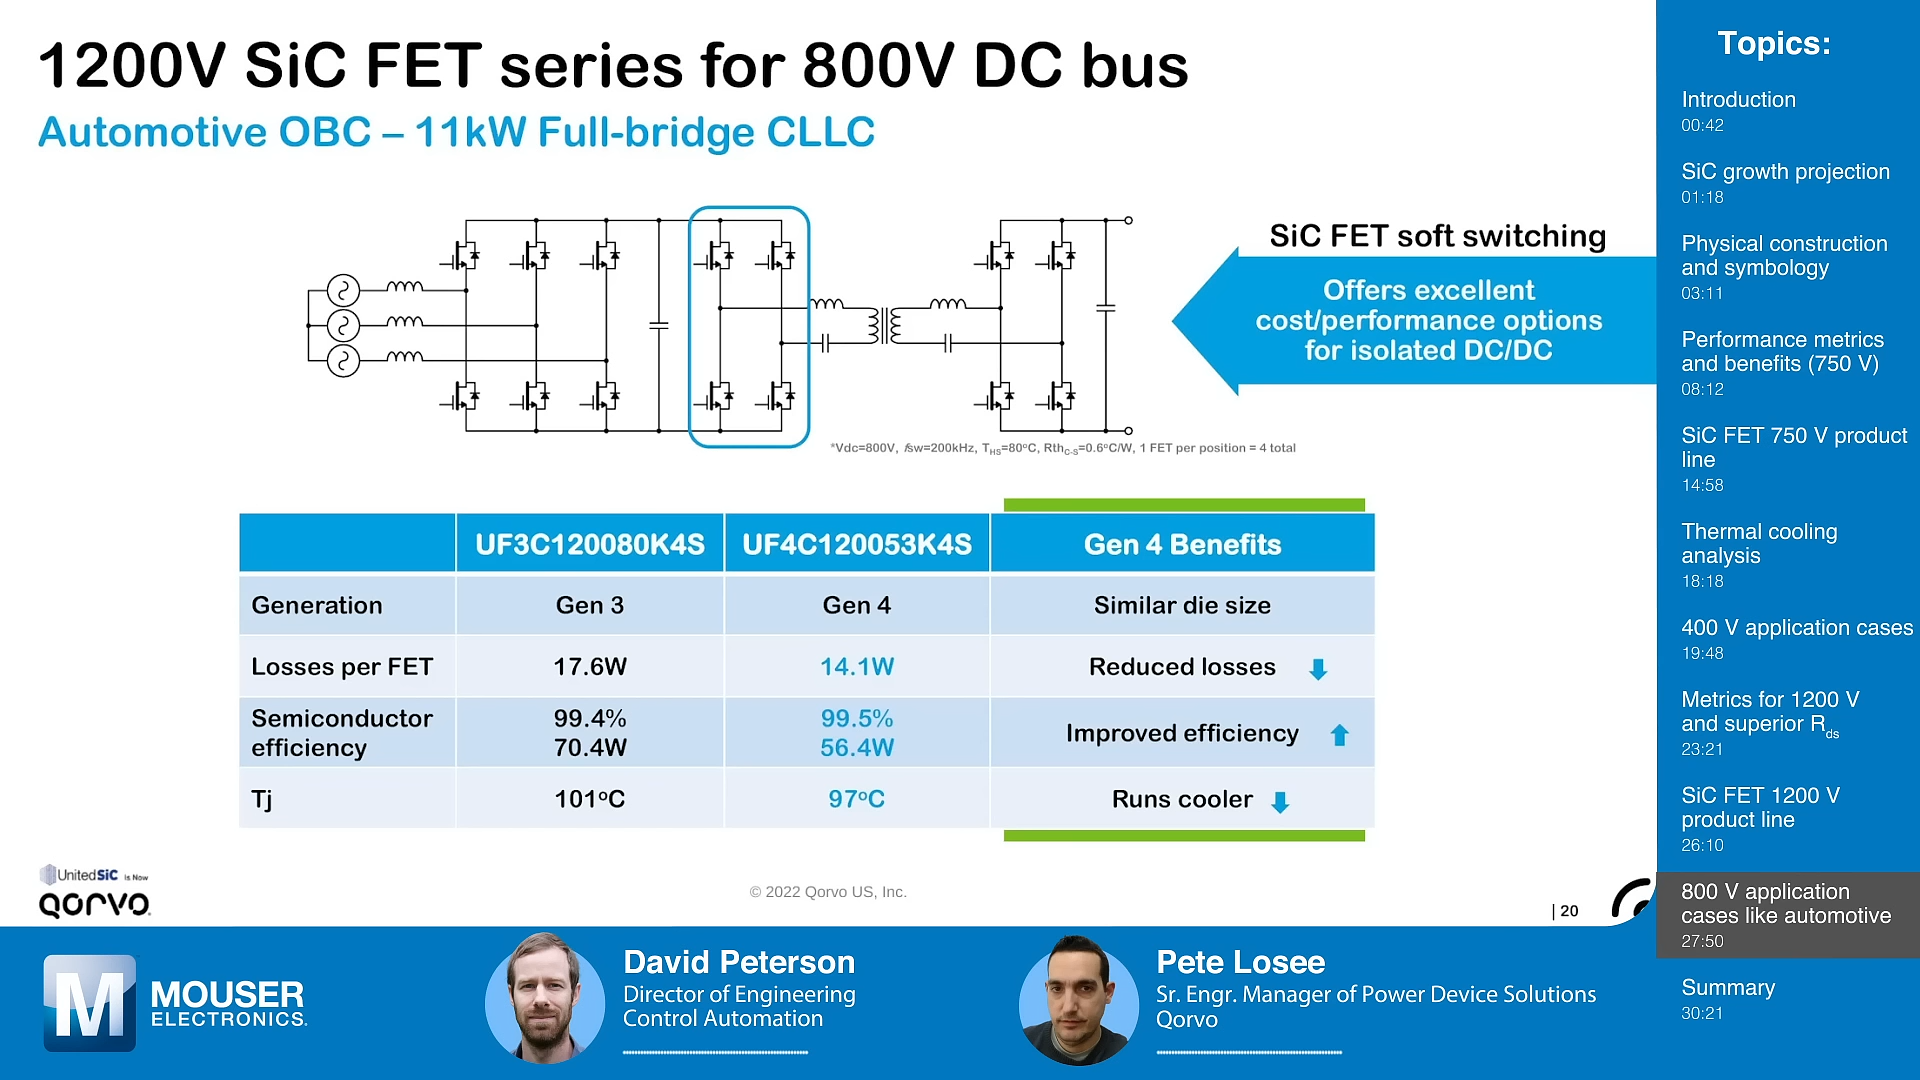 1200V SiC FET series for 800V DC bus
Automotive OBC – 11kW Full-bridge CLLC
SiC FET soft switching
Offers excellent
cost/performance options
for isolated DC/DC
*Vdc=800V, fsw=200kHz, THS=80ºC, RthC-S=0.6ºC/W, 1 FET per position = 4 total
UF3C120080K4S UF4C120053K4S Gen 4 Benefits
Generation Gen 3 Gen 4 Similar die size
Losses per FET 17.6W 14.1W Reduced losses
Semiconductor efficiency 99.4% 70.4W 99.5% 56.4W Improved efficiency
Tj 101ºC 97ºC Runs cooler
UnitedSiC is Now
QORVO
© 2022 Qorvo US, Inc.
| 20
Topics:
Introduction
00:42
SiC growth projection
01:18
Physical construction
and symbology
03:11
Performance metrics
and benefits (750 V)
08:12
SiC FET 750 V product
line
14:58
Thermal cooling
analysis
18:18
400 V application cases
19:48
Metrics for 1200 V
and superior Rds
23:21
SiC FET 1200 V
product line
26:10
800 V application
cases like automotive
27:50
Summary
30:21
M
MOUSER
ELECTRONICS.
David Peterson
Director of Engineering
Control Automation
Pete Losee
Sr. Engr. Manager of Power Device Solutions
Qorvo